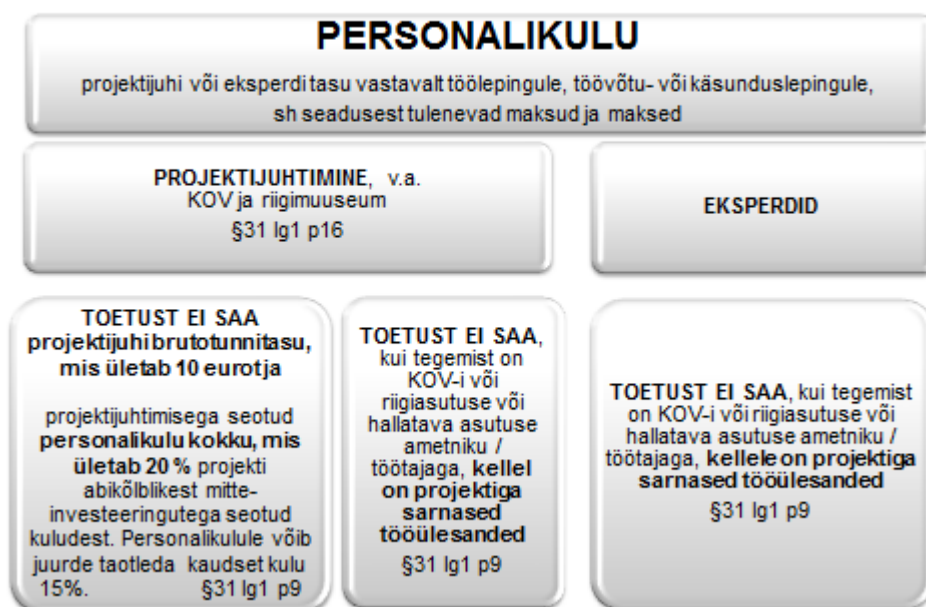 PERSONALIKULU
projektijuhi või eksperdi tasu vastavalt töölepingule, töövõtu- või käsunduslepingule,
sh seadusest tulenevad maksud ja maksed
PROJEKTIJUHTIMINE, v.a.
KOV ja riigimuuseum
§31 lg1 p16
EKSPERDID
TOETUST EI SAA
projektijuhi brutotunnitasu,
mis ületab 10 eurot ja
projektijuhtimisega seotud
personalikulu kokku, mis
ületab 20 % projekti
abikõlblikest mitte-
investeeringutega seotud
kuludest. Personalikulule võib
juurde taotleda kaudset kulu
15%. §31 lg1 p9
TOETUST EI SAA,
kui tegemist on
KOV-i või
riigiasutuse või
hallatava asutuse
ametniku /
töötajaga, kellel
on projektiga
sarnased
tööülesanded
§31 lg1 p9
TOETUST EI SAA, kui tegemist
on KOV-i või riigiasutuse või
hallatava asutuse ametniku /
töötajaga, kellele on projektiga
sarnased tööülesanded
§31 lg1 p9